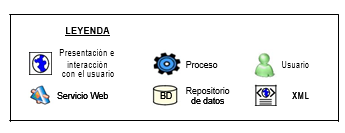 LEYENDA
Presentación e
interacción
con el usuario
Proceso
Usuario
Servicio Web
BD
Repositorio
de datos
XML